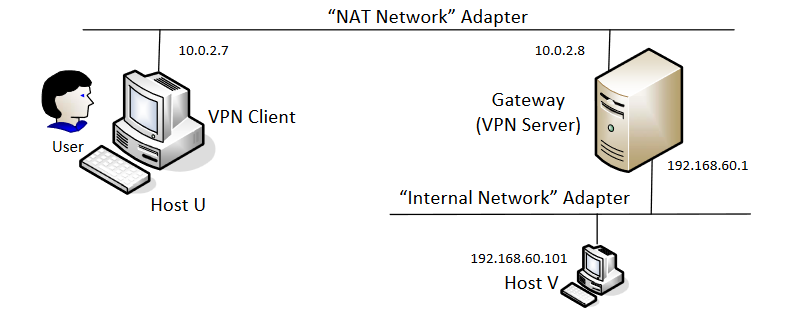 “NAT Network” Adapter
10.0.2.7
10.0.2.8
VPN Client
Gateway
(VPN Server)
User
192.168.60.1
Host U
“Internal Network” Adapter
192.168.60.101
Host V